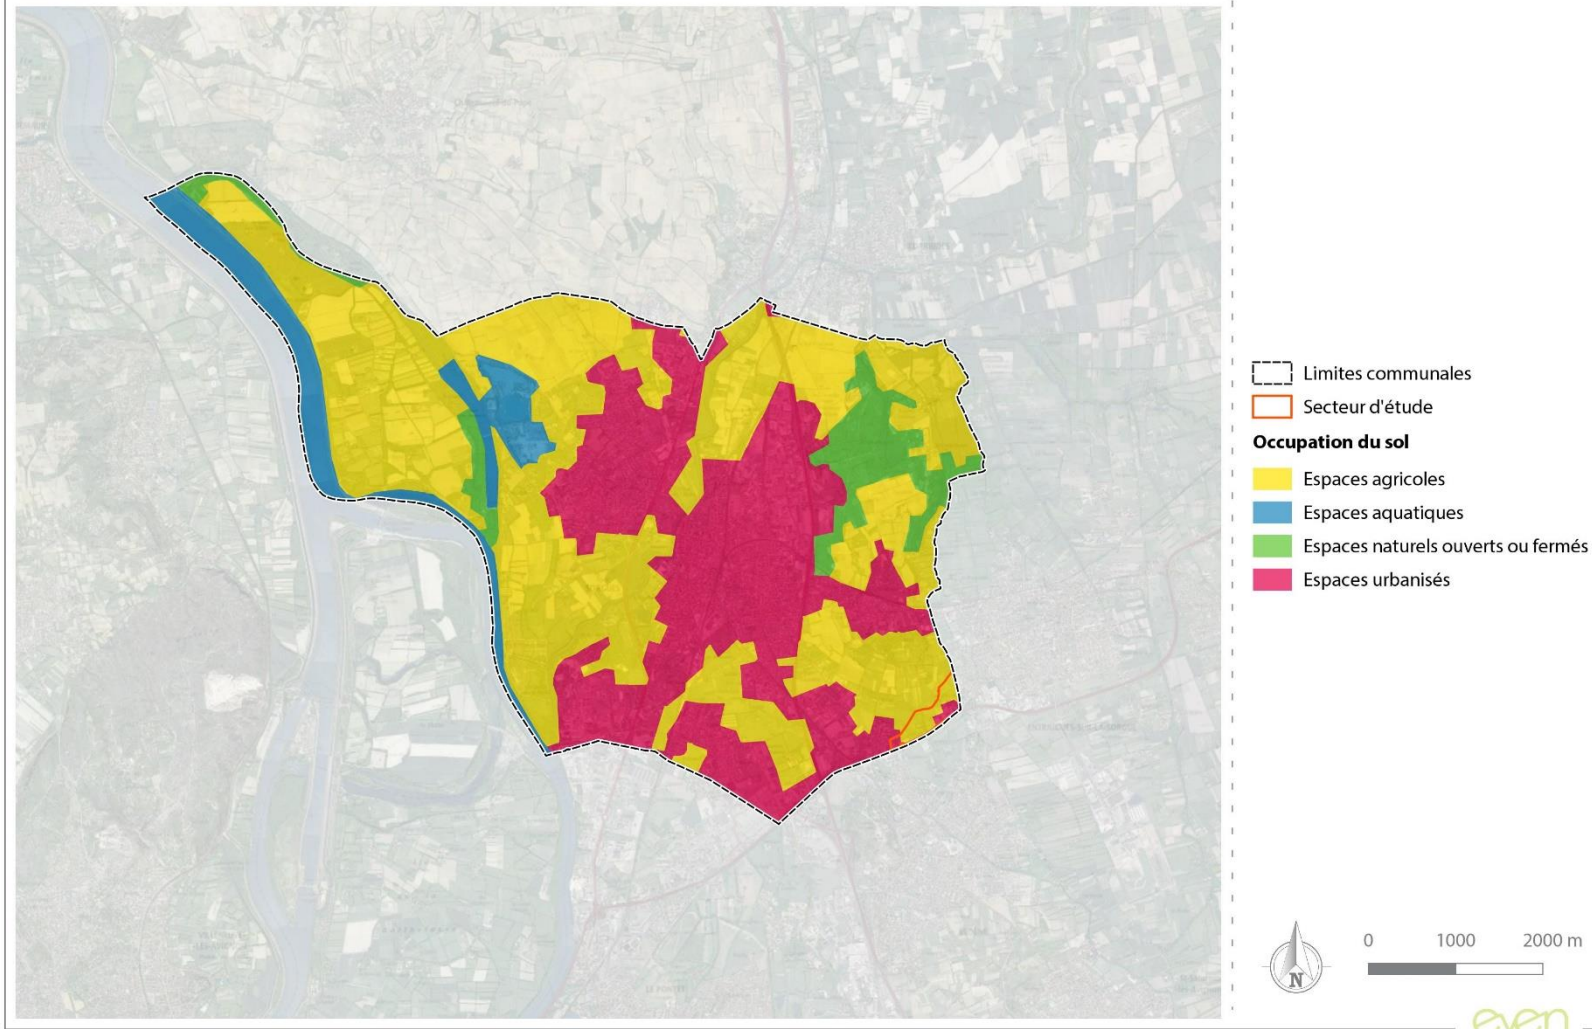 Limites communales
Secteur d'étude
Occupation du sol
Espaces agricoles
Espaces aquatiques
Espaces naturels ouverts ou fermés
Espaces urbanisés
N
0 1000 2000 m
even